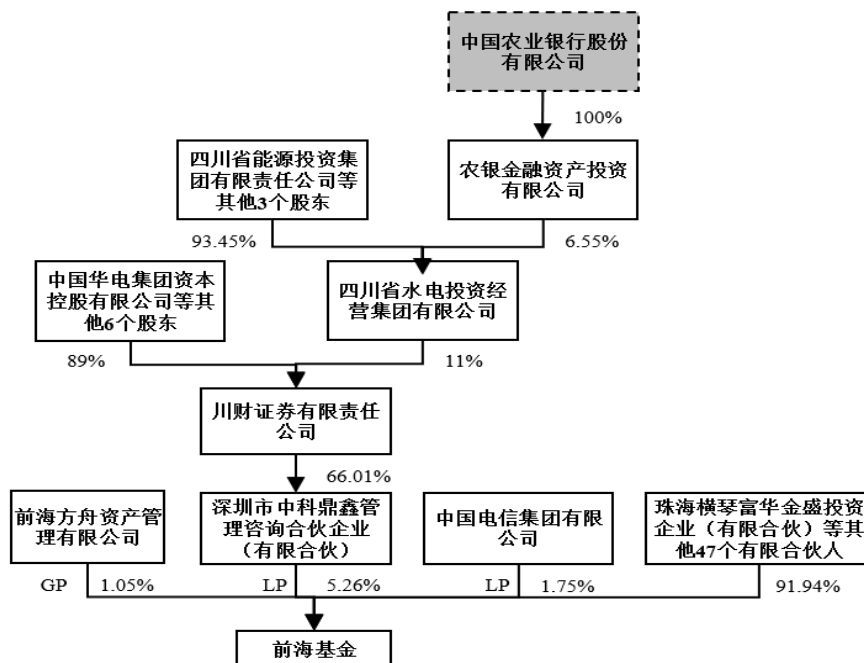 中国农业银行股份
有限公司
100%
四川省能源投资集
团有限责任公司等
其他3个股东
农银金融资产投资
有限公司
93.45%
6.55%
中国华电集团资本
控股有限公司等其
他6个股东
四川省水电投资经
营集团有限公司
89%
11%
川财证券有限责任
公司
66.01%
前海方舟资产管
理有限公司
深圳市中科鼎鑫管
理咨询合伙企业
（有限合伙）
中国电信集团有限
公司
珠海横琴富华金盛投资
企业（有限合伙）等其
他47个有限合伙人
GP
1.05%
LP
5.26%
LP
1.75%
91.94%
前海基金